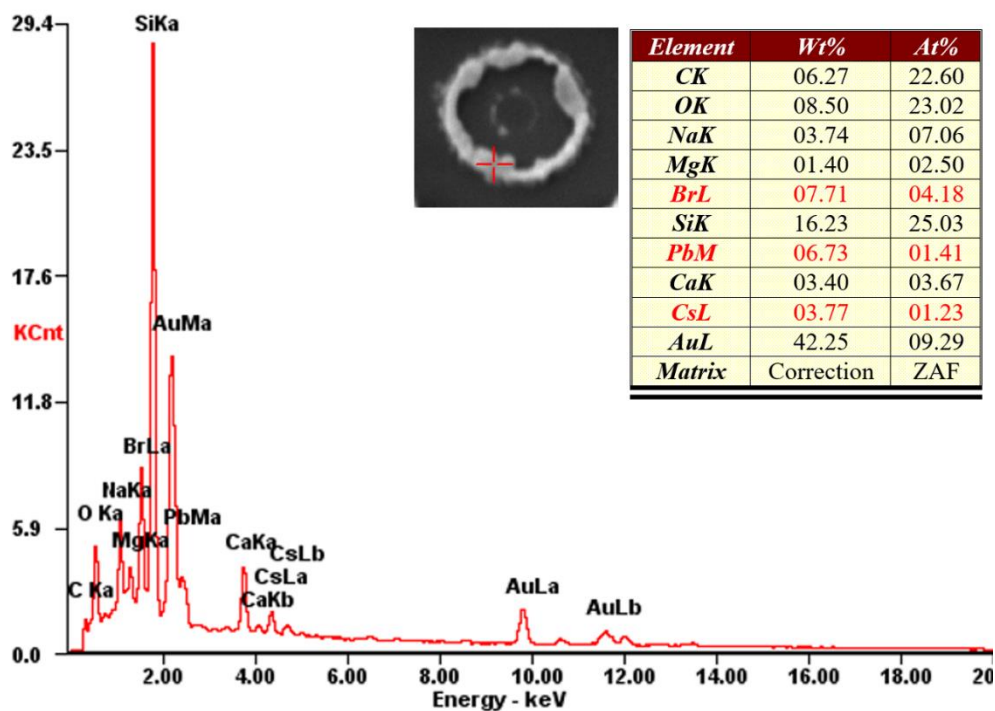 29.4
23.5
17.6
KCnt
11.8
5.9
0.0
SiKa
AuMa
BrLa
NaKa
O Ka
PbMa
MgKa
C Ka
CaKa
CsLb
CsLa
CaKb
AuLa
AuLb
2.00 4.00 6.00 8.00 10.00 12.00 14.00 16.00 18.00 20
Energy - keV
Element Wt% At%
CK 06.27 22.60
OK 08.50 23.02
NaK 03.74 07.06
MgK 01.40 02.50
BrL 07.71 04.18
SiK 16.23 25.03
PbM 06.73 01.41
CaK 03.40 03.67
CsL 03.77 01.23
AuL 42.25 09.29
Matrix Correction ZAF